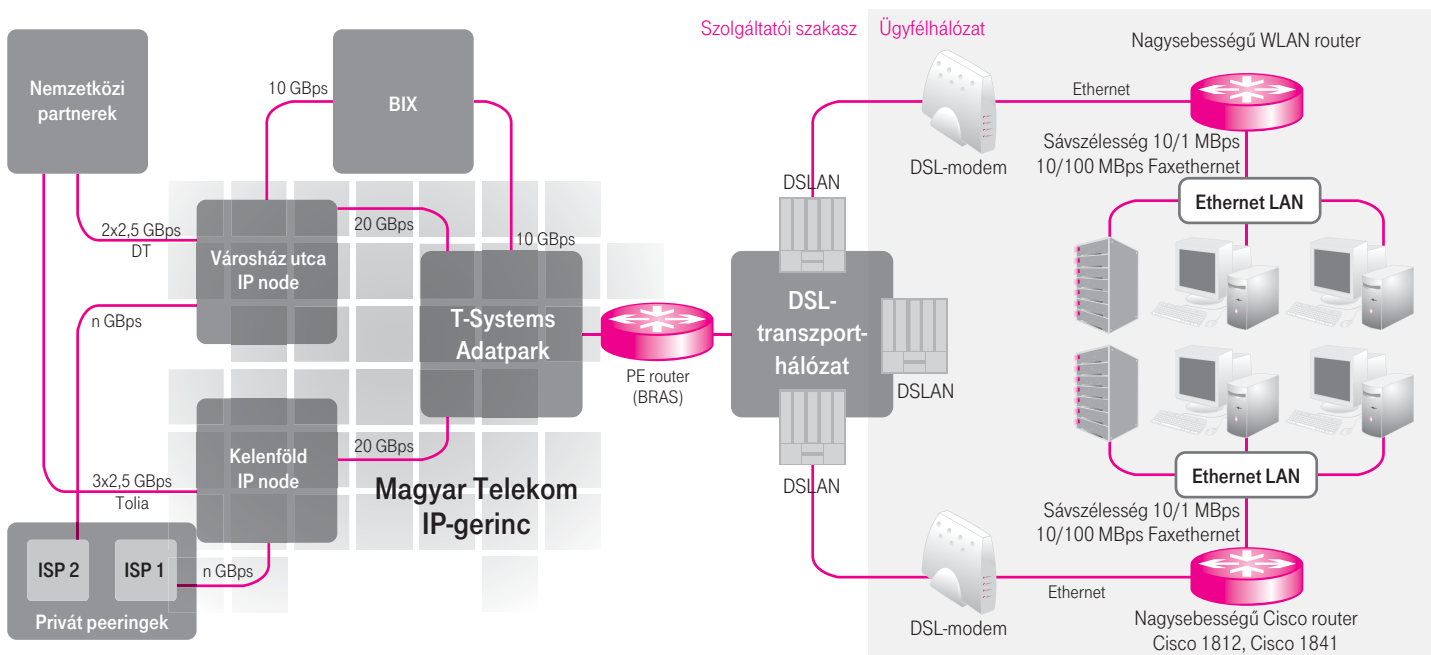 Szolgáltatói szakasz
Ügyfélhálózat
Nemzetközi
partnerek
10 GBps
BIX
2x2,5 GBps
DT
Városház utca
IP node
20 GBps
10 GBps
n GBps
T-Systems
Adatpark
Kelenföld
IP node
20 GBps
3x2,5 GBps
Tolia
Magyar Telekom
IP-gerinc
ISP 2
ISP 1
n GBps
Privát peeringek
PE router
(BRAS)
DSLAN
DSL-
transzport-
hálózat
DSLAN
DSLAN
DSL-modem
Ethernet
Nagysebességű WLAN router
Sávszélesség 10/1 MBps
10/100 MBps Faxethernet
Ethernet LAN
Ethernet LAN
Sávszélesség 10/1 MBps
10/100 MBps Faxethernet
DSL-modem
Ethernet
Nagysebességű Cisco router
Cisco 1812, Cisco 1841